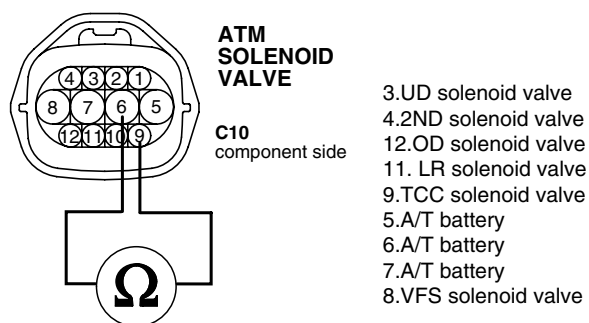 ATM
SOLENOID
VALVE
4 3 2 1
8 7 6 5
12 11 10 9
C10
component side
3.UD solenoid valve
4.2ND solenoid valve
12.OD solenoid valve
11. LR solenoid valve
9.TCC solenoid valve
5.A/T battery
6.A/T battery
7.A/T battery
8.VFS solenoid valve
Ω